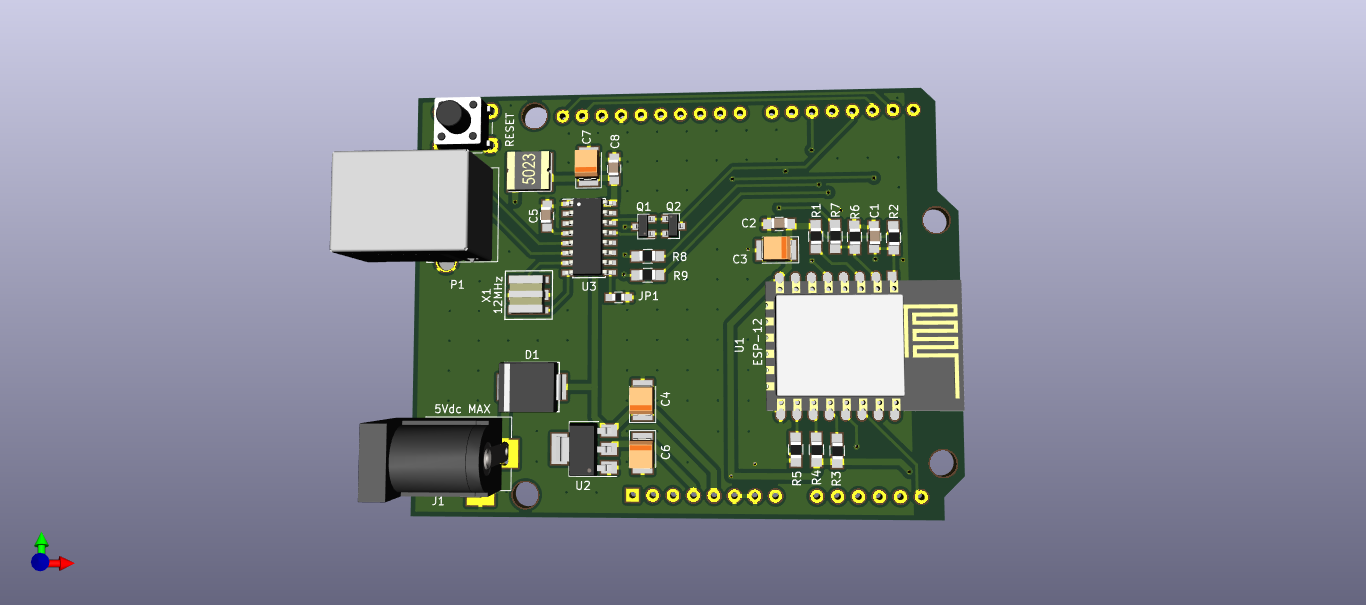 RESET
5023
C7
C8
C5
Q1
Q2
C2
C3
R1
R7
R6
C1
R2
R8
R9
U3
JP1
P1
X1
12MHz
U1
ESP-12
D1
5Vdc MAX
C4
C6
U2
J1
R5
R4
R3